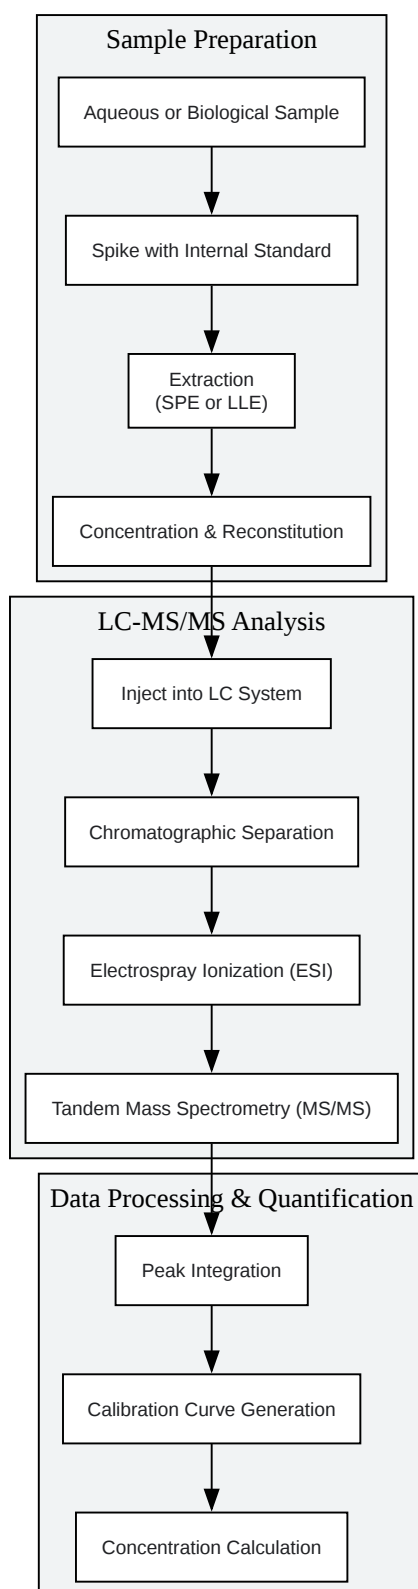 Sample Preparation
Aqueous or Biological Sample
Spike with Internal Standard
Extraction
(SPE or LLE)
Concentration & Reconstitution
LC-MS/MS Analysis
Inject into LC System
Chromatographic Separation
Electrospray Ionization (ESI)
Tandem Mass Spectrometry (MS/MS)
Data Processing & Quantification
Peak Integration
Calibration Curve Generation
Concentration Calculation